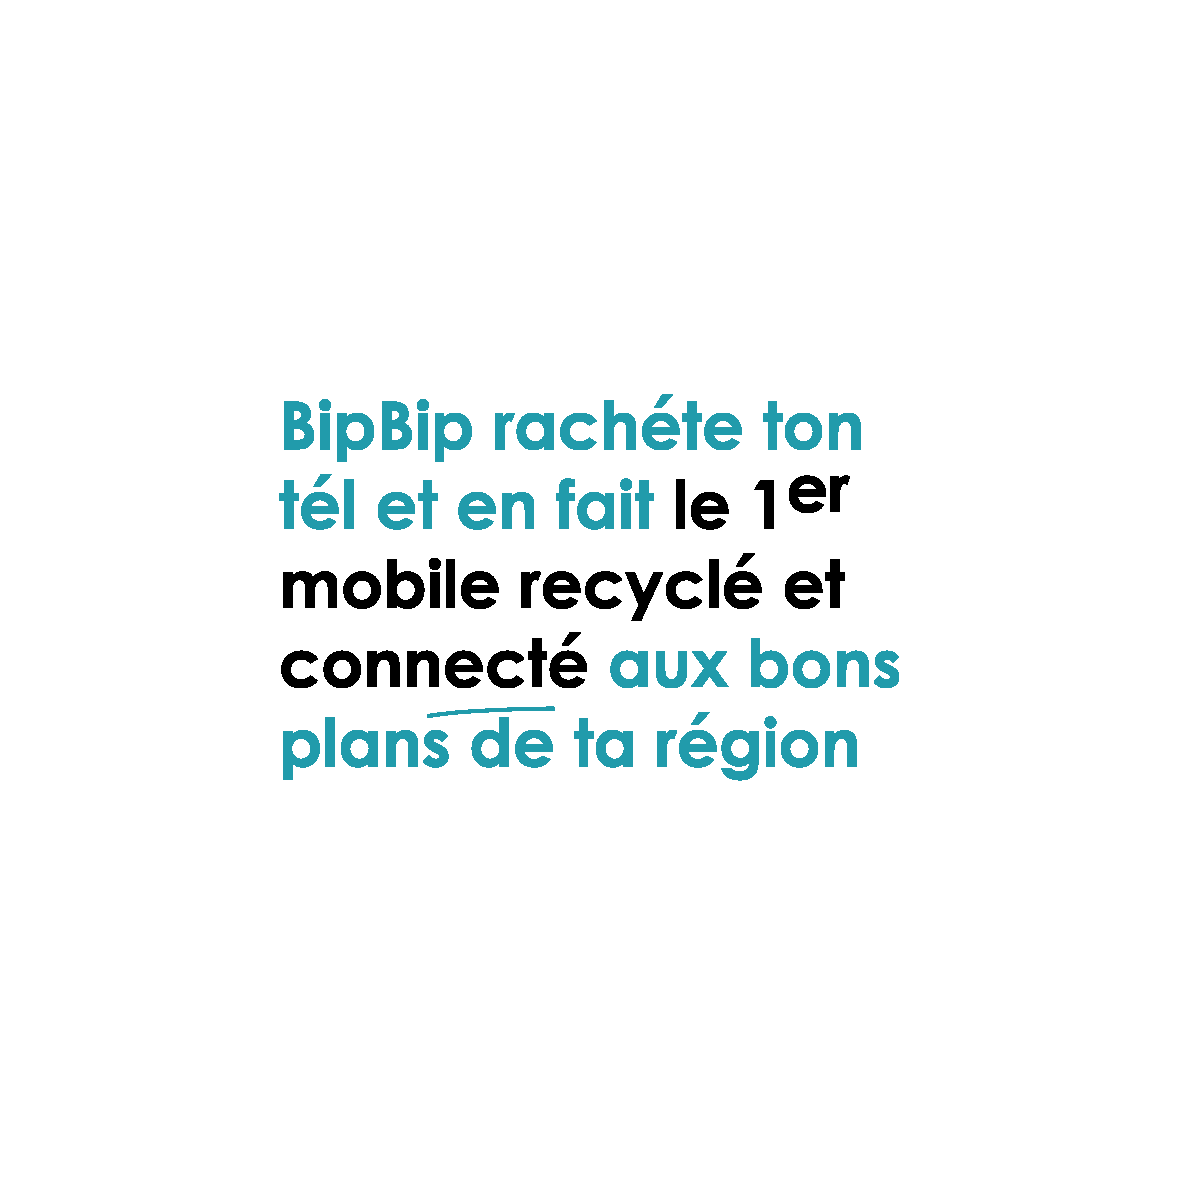 BipBip rachéte ton
tél et en fait le 1er
mobile recyclé et
connecté aux bons
plans de ta région